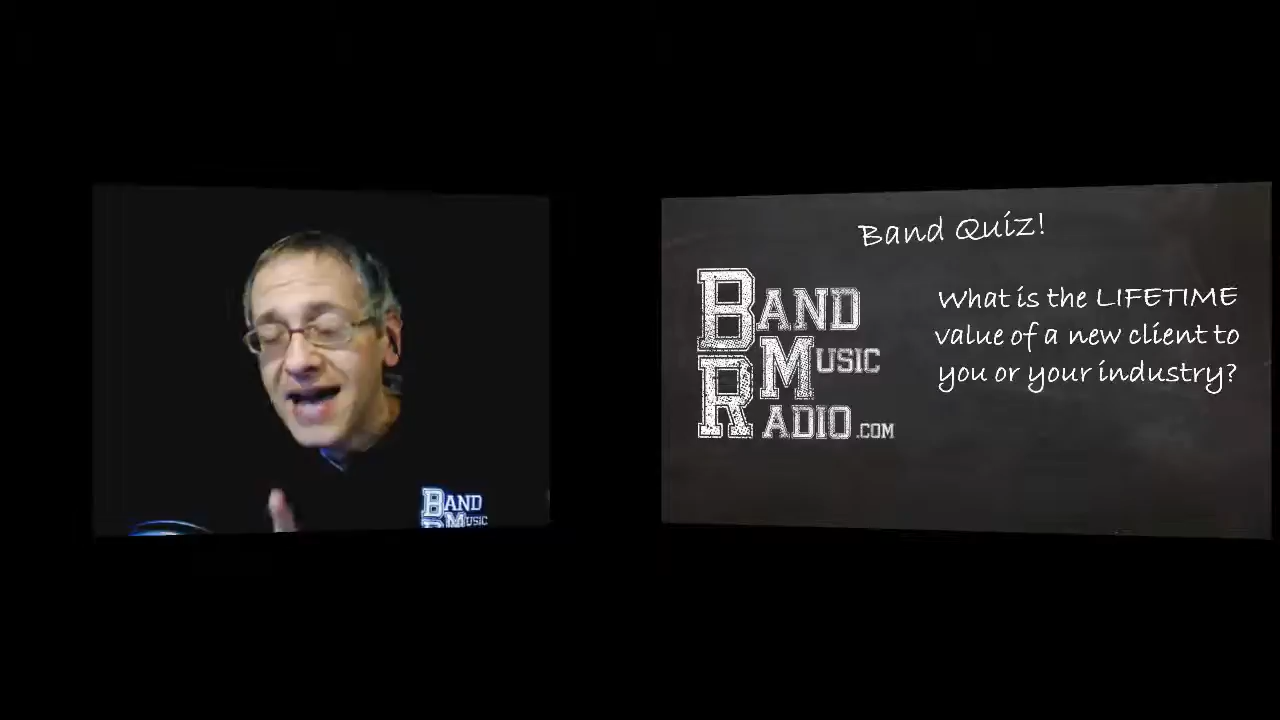 Band Quiz!
What is the LIFETIME
value of a new client to
you or your industry?
BAND
MUSIC
RADIO.COM
BAND
MUSIC